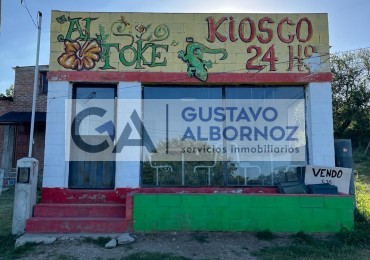 "AL TOKE"
KIOSCO
24 HS
GA GUSTAVO
ALBORNOZ
servicios inmobiliarios
VENDO